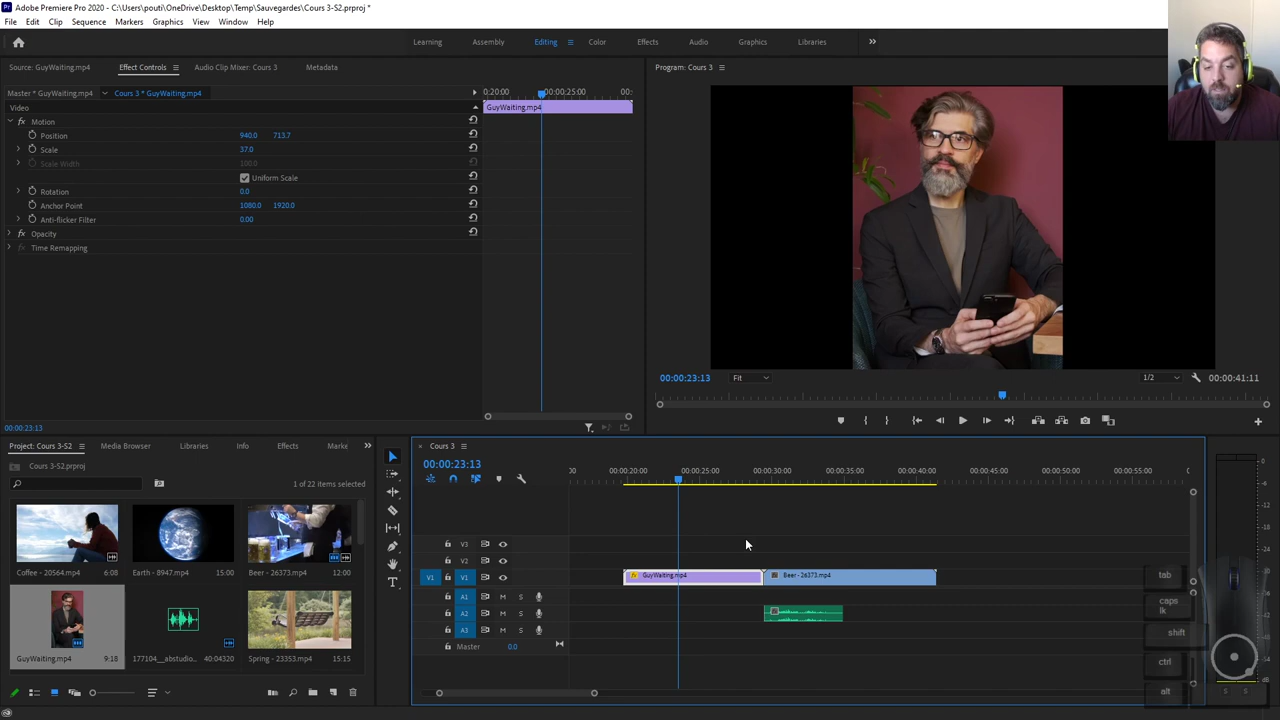 Adobe Premiere Pro 2020 - C:\Users\pouti\OneDrive\Desktop\Temp\Sauvegardes\Cours 3-S2.prproj *
File Edit Clip Sequence Markers Graphics View Window Help
Learning Assembly Editing Color Effects Audio Graphics Libraries
Source: GuyWaiting.mp4 Effect Controls Audio Clip Mixer: Cours 3 Metadata
Program: Cours 3
Master * GuyWaiting.mp4 Cours 3 * GuyWaiting.mp4
0:20:00 00:00:25:00 00:
Video
GuyWaiting.mp4
fx Motion
Position 940.0 713.7
Scale 37.0
Scale Width 100.0
Uniform Scale
Rotation 0.0
Anchor Point 1080.0 1920.0
Anti-flicker Filter 0.00
fx Opacity
fx Time Remapping
00:00:23:13 Fit 1/2 00:00:41:11
00:00:23:13
Project: Cours 3-S2 Media Browser Libraries Info Effects Marke
Cours 3
Cours 3-S2.prproj
00:00:23:13
1 of 22 items selected
:00 00:00:20:00 00:00:25:00 00:00:30:00 00:00:35:00 00:00:40:00 00:00:45:00 00:00:50:00 00:00:55:00
Coffee - 20564.mp4 6:08 Earth - 8947.mp4 6:00 Beer - 26373.mp4 12:00
GuyWaiting.mp4 9:18 177104__abstudio... 40:04320 Spring - 23353.mp4 15:15
V3
V2
V1 V1 fx GuyWaiting.mp4 Beer - 26373.mp4
A1 M S
A2 M S
A3 M S
Master 0.0
0
S S
tab
caps
lk
shift
ctrl
alt